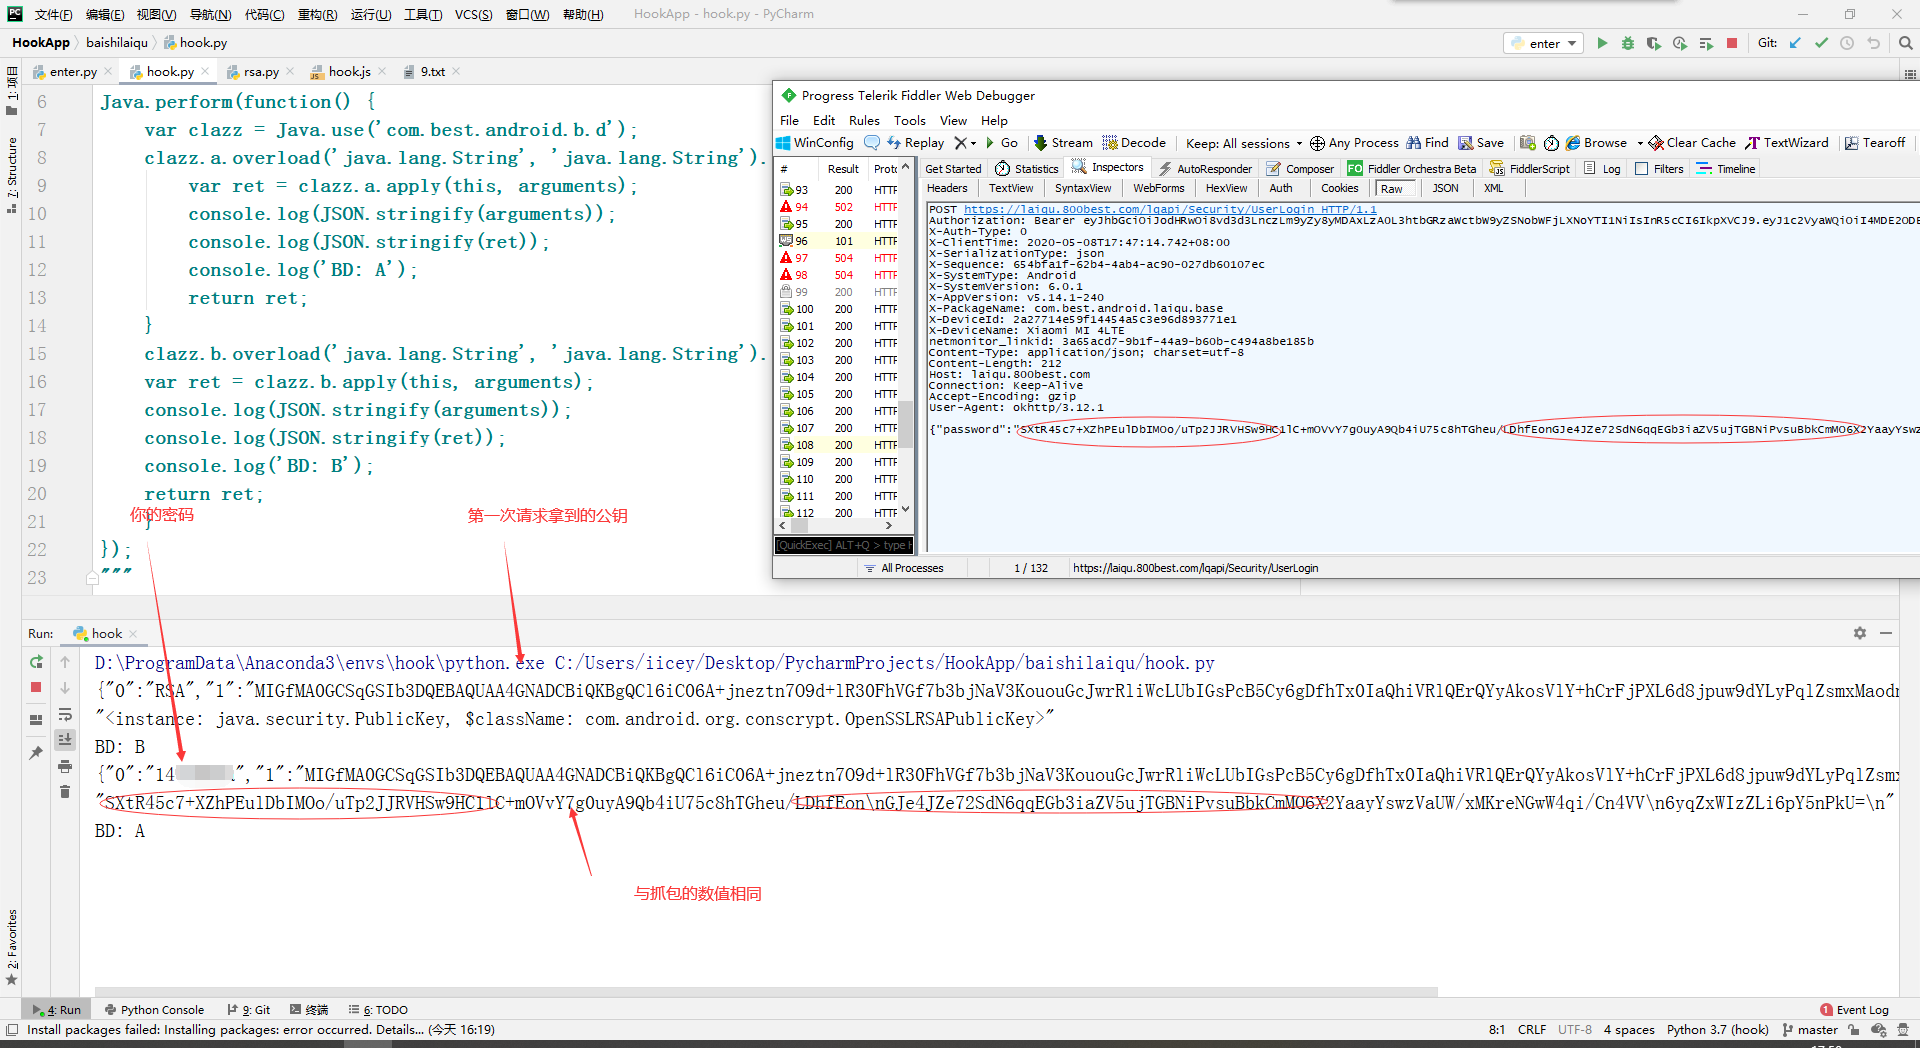 文件(F) 编辑(E) 视图(V) 导航(N) 代码(C) 重构(R) 运行(U) 工具(T) VCS(S) 窗口(W) 帮助(H) HookApp - hook.py - PyCharm
HookApp baishilaiqu hook.py
enter Git:
enter.py hook.py rsa.py hook.js 9.txt
1: 项目
7: Structure
2: Favorites
6 Java.perform(function() {
7 var clazz = Java.use('com.best.android.b.d');
8 clazz.a.overload('java.lang.String', 'java.lang.String').
9 var ret = clazz.a.apply(this, arguments);
10 console.log(JSON.stringify(arguments));
11 console.log(JSON.stringify(ret));
12 console.log('BD: A');
13 return ret;
14 }
15 clazz.b.overload('java.lang.String', 'java.lang.String').
16 var ret = clazz.b.apply(this, arguments);
17 console.log(JSON.stringify(arguments));
18 console.log(JSON.stringify(ret));
19 console.log('BD: B');
20 return ret;
21 }
22 });
23 """
你的密码
第一次请求拿到的公钥
Progress Telerik Fiddler Web Debugger
File Edit Rules Tools View Help
WinConfig Replay Go Stream Decode Keep: All sessions Any Process Find Save Browse Clear Cache TextWizard Tearoff
# Result Proto
93 200 HTTP
94 502 HTTP
95 200 HTTP
96 101 HTTP
97 504 HTTP
98 504 HTTP
99 200 HTTP
100 200 HTTP
101 200 HTTP
102 200 HTTP
103 200 HTTP
104 200 HTTP
105 200 HTTP
106 200 HTTP
107 200 HTTP
108 200 HTTP
109 200 HTTP
110 200 HTTP
111 200 HTTP
112 200 HTTP
[QuickExec] ALT+Q > type H
Get Started Statistics Inspectors AutoResponder Composer FO Fiddler Orchestra Beta FiddlerScript Log Filters Timeline
Headers TextView SyntaxView WebForms HexView Auth Cookies Raw JSON XML
POST https://laiqu.800best.com/lqapi/Security/UserLogin HTTP/1.1
Authorization: Bearer eyJhbGciOiJodHRwOi8vd3d3LnczLm9yZy8yMDAxLzA0L3htbGRzaWctbW9yZSNobWFjLXNoYTI1NiIsInR5cCI6IkpXVCJ9.eyJ1c2VyaWQiOiI4MDE2ODE
X-Auth-Type: 0
X-ClientTime: 2020-05-08T17:47:14.742+08:00
X-SerializationType: json
X-Sequence: 654bfa1f-62b4-4ab4-ac90-027db60107ec
X-SystemType: Android
X-SystemVersion: 6.0.1
X-AppVersion: v5.14.1-240
X-PackageName: com.best.android.laiqu.base
X-DeviceId: 2a27714e59f14454a5c3e96d893771e1
X-DeviceName: Xiaomi MI 4LTE
netmonitor_linkid: 3a65acd7-9b1f-44a9-b60b-c494a8be185b
Content-Type: application/json; charset=utf-8
Content-Length: 212
Host: laiqu.800best.com
Connection: Keep-Alive
Accept-Encoding: gzip
User-Agent: okhttp/3.12.1
{"password":"SXtR45c7+XZhPEulDbIMOo/uTp2JJRVHSw9HC1lC+mOVvY7gOuyA9Qb4iU75c8hTGheu/LDhfEonGJe4JZe72SdN6qqEGb3iaZV5ujTGBNiPvsuBbkCmMO6X2YaayYswz
All Processes 1 / 132 https://laiqu.800best.com/lqapi/Security/UserLogin
Run: hook
D:\ProgramData\Anaconda3\envs\hook\python.exe C:/Users/iicey/Desktop/PycharmProjects/HookApp/baishilaiqu/hook.py
{"0":"RSA","1":"MIGfMA0GCSqGSIb3DQEBAQUAA4GNADCBiQKBgQCl6iCO6A+jneztn7O9d+lR3OFhVGf7b3bjNaV3KououGcJwrRliWcLUbIGsPcB5Cy6gDfhTx0IaQhiVRlQErQYyAkosVlY+hCrFjPXL6d8jpuw9dYLyPqlZsmxMaodr
"<instance: java.security.PublicKey, $className: com.android.org.conscrypt.OpenSSLRSAPublicKey>"
BD: B
{"0":"14","1":"MIGfMA0GCSqGSIb3DQEBAQUAA4GNADCBiQKBgQCl6iCO6A+jneztn7O9d+lR3OFhVGf7b3bjNaV3KououGcJwrRliWcLUbIGsPcB5Cy6gDfhTx0IaQhiVRlQErQYyAkosVlY+hCrFjPXL6d8jpuw9dYLyPqlZsmx
"SXtR45c7+XZhPEulDbIMOo/uTp2JJRVHSw9HC1lC+mOVvY7gOuyA9Qb4iU75c8hTGheu/LDhfEon\nGJe4JZe72SdN6qqEGb3iaZV5ujTGBNiPvsuBbkCmMO6X2YaayYswzVaUW/xMKreNGwW4qi/Cn4VV\n6yqZxWIzZLi6pY5nPkU=\n"
BD: A
与抓包的数值相同
4: Run Python Console 9: Git 终端 6: TODO 1 Event Log
Install packages failed: Installing packages: error occurred. Details... (今天 16:19) 8:1 CRLF UTF-8 4 spaces Python 3.7 (hook) master